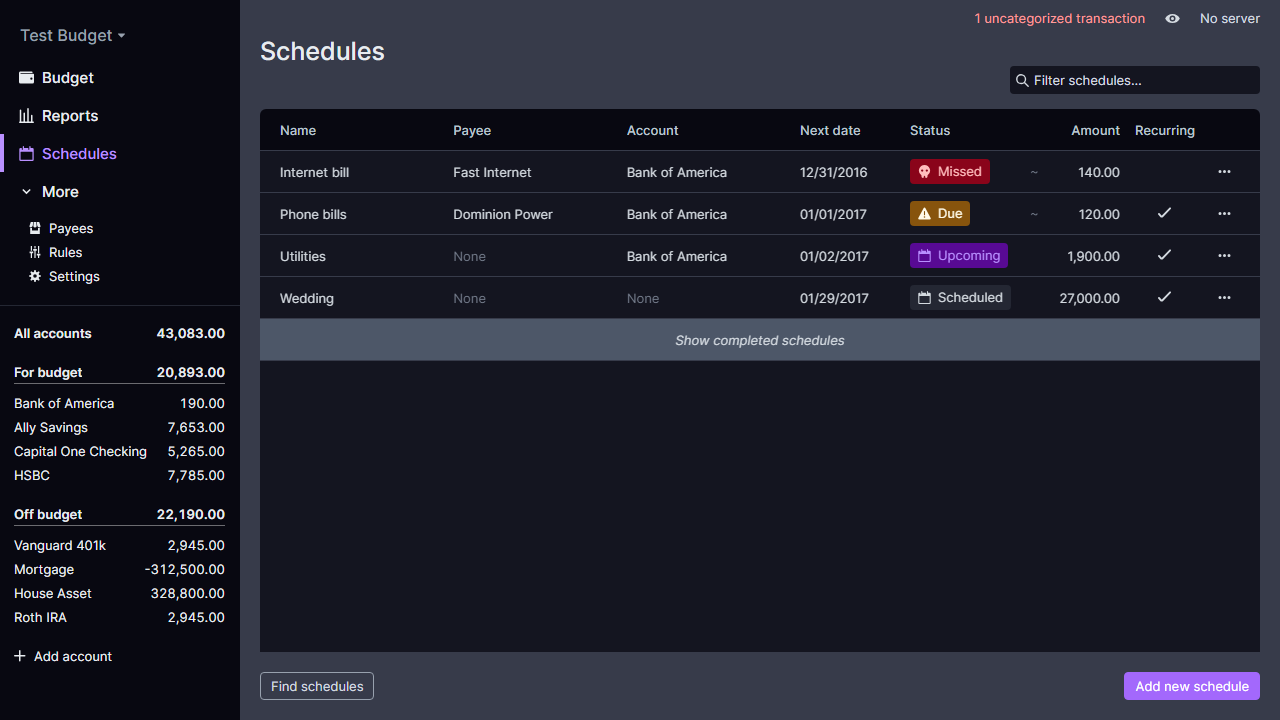 Test Budget
Budget
Reports
Schedules
More
Payees
Rules
Settings
All accounts 43,083.00
For budget 20,893.00
Bank of America 190.00
Ally Savings 7,653.00
Capital One Checking 5,265.00
HSBC 7,785.00
Off budget 22,190.00
Vanguard 401k 2,945.00
Mortgage -312,500.00
House Asset 328,800.00
Roth IRA 2,945.00
Add account
1 uncategorized transaction No server
Schedules
Filter schedules...
Name Payee Account Next date Status Amount Recurring
Internet bill Fast Internet Bank of America 12/31/2016 Missed ~ 140.00
Phone bills Dominion Power Bank of America 01/01/2017 Due ~ 120.00
Utilities None Bank of America 01/02/2017 Upcoming 1,900.00
Wedding None None 01/29/2017 Scheduled 27,000.00
Show completed schedules
Find schedules Add new schedule